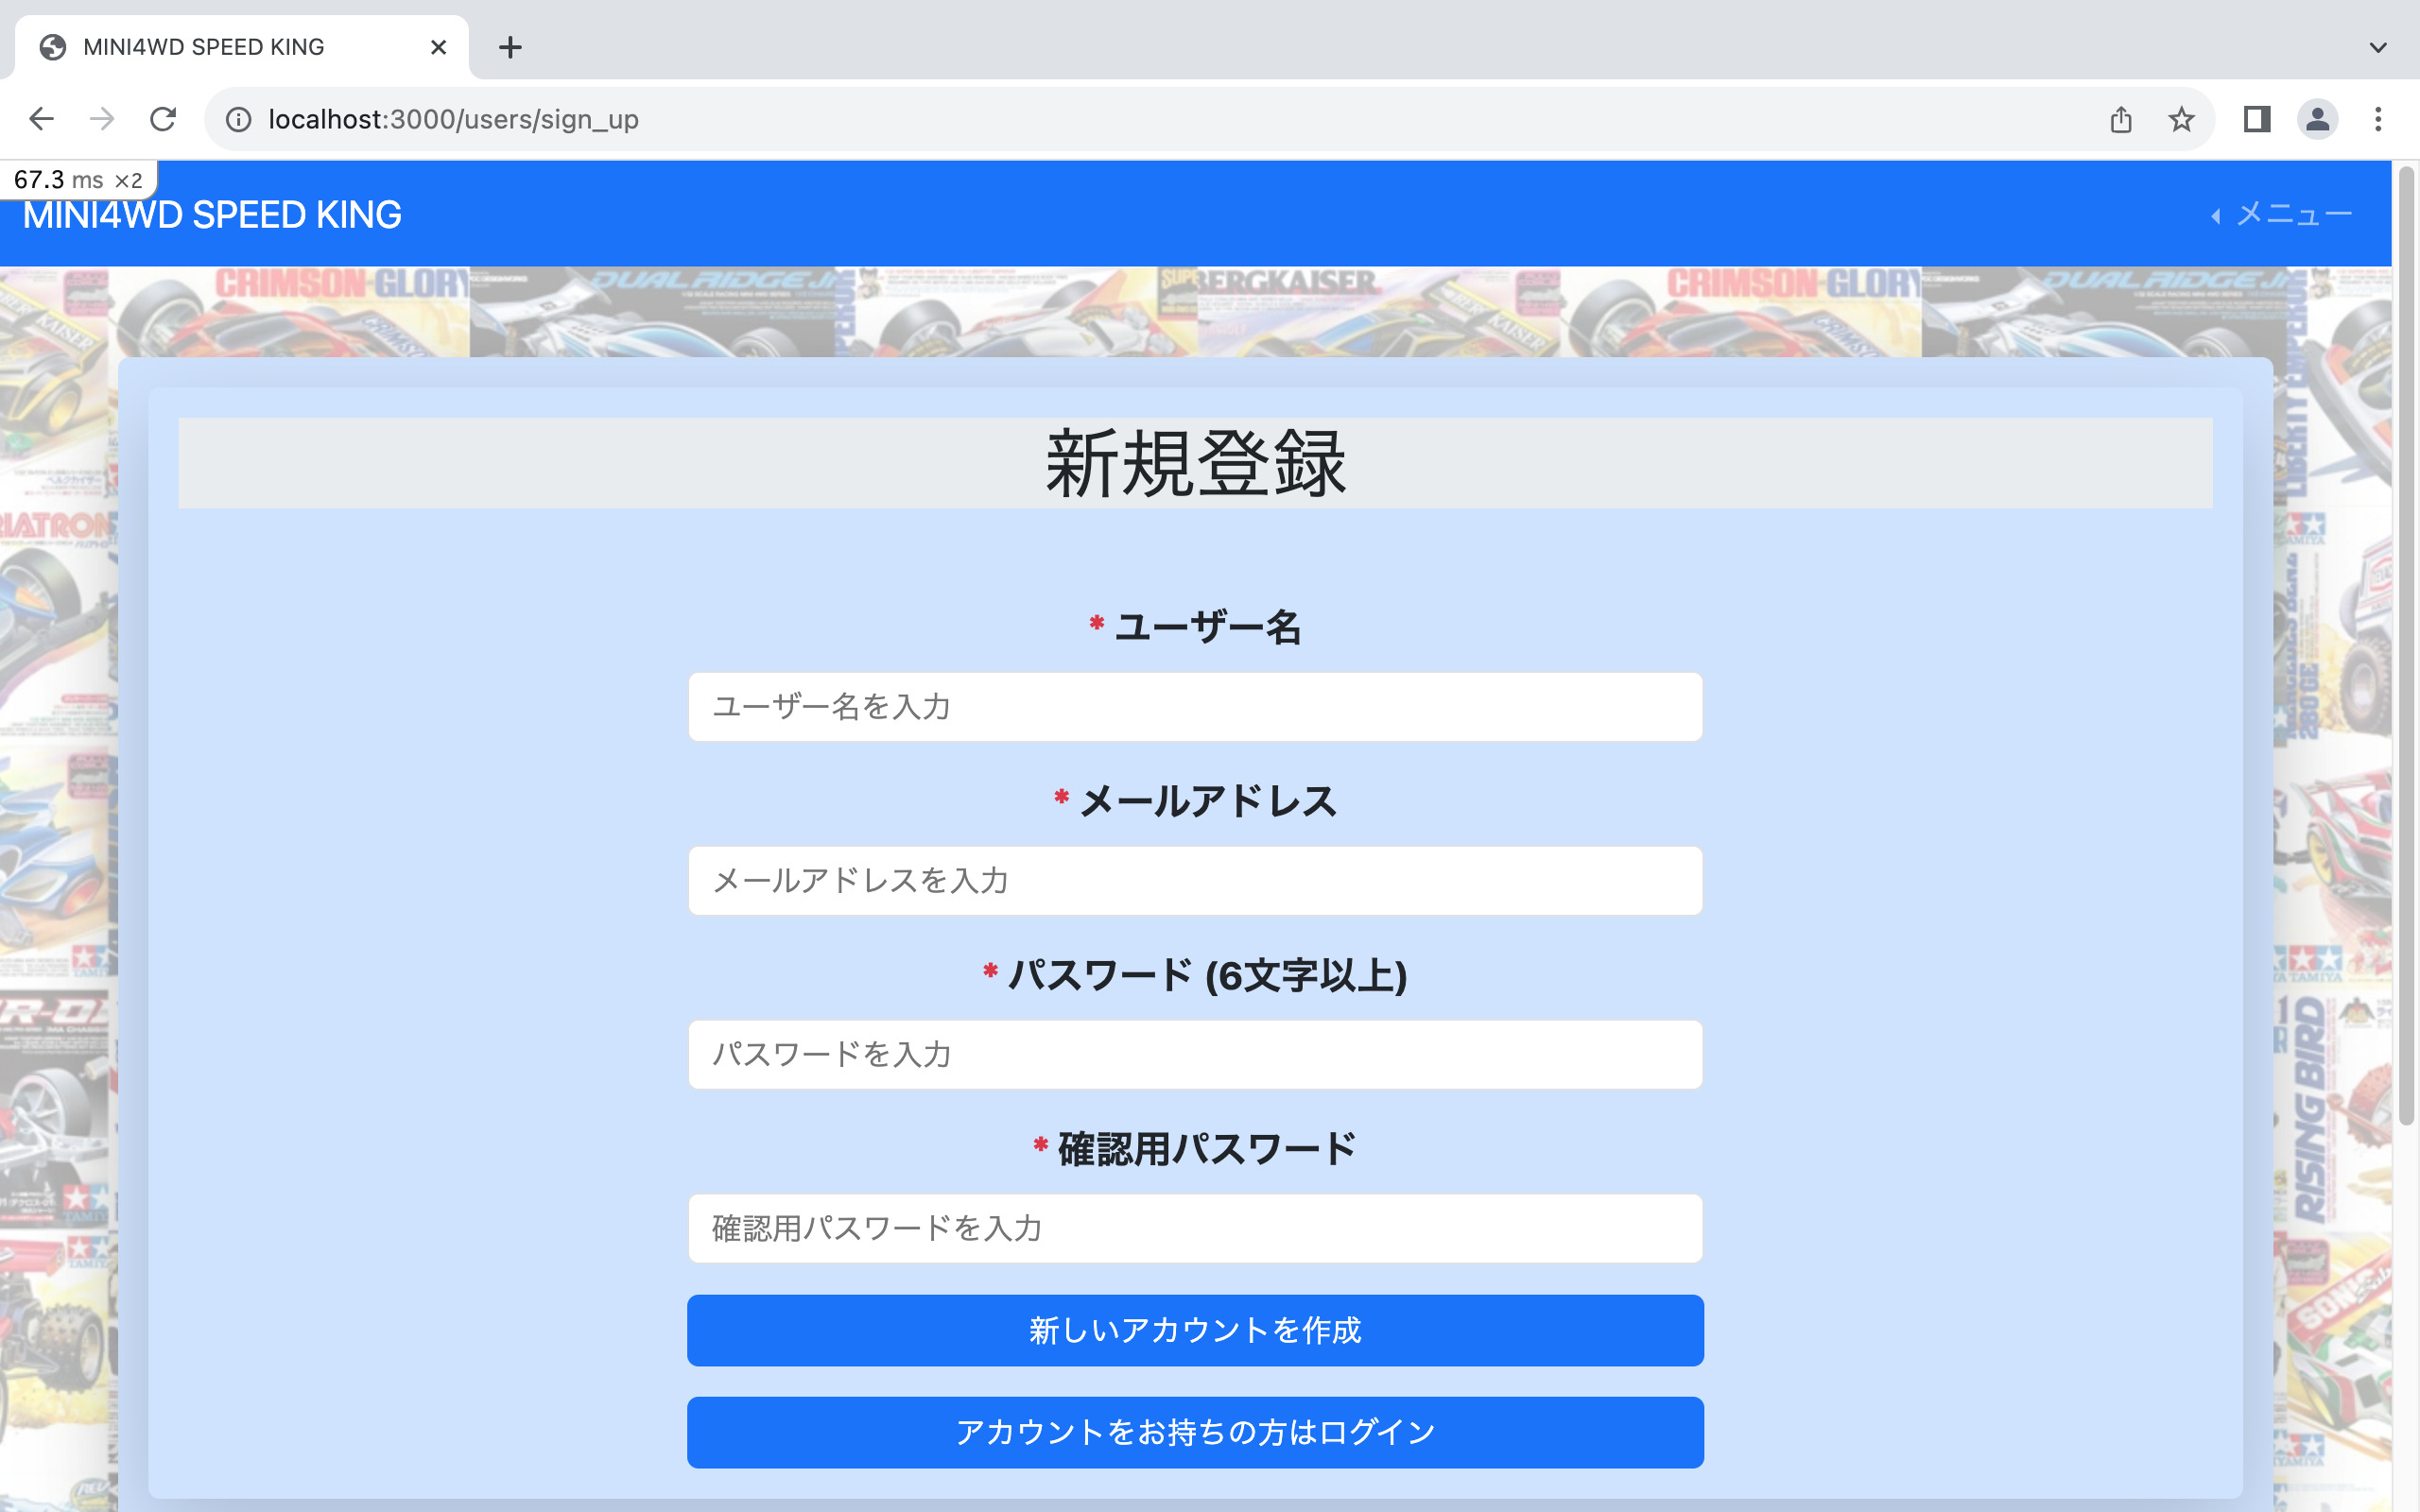 MINI4WD SPEED KING
localhost:3000/users/sign_up
67.3 ms ×2
MINI4WD SPEED KING
メニュー
CRIMSON GLORY
DUAL RIDGE JR
BERGKAISER
CRIMSON GLORY
DUAL RIDGE JR
新規登録
* ユーザー名
ユーザー名を入力
* メールアドレス
メールアドレスを入力
* パスワード (6文字以上)
パスワードを入力
* 確認用パスワード
確認用パスワードを入力
新しいアカウントを作成
アカウントをお持ちの方はログイン
LIBERTY EMPEROR
TAMIYA
RISING BIRD